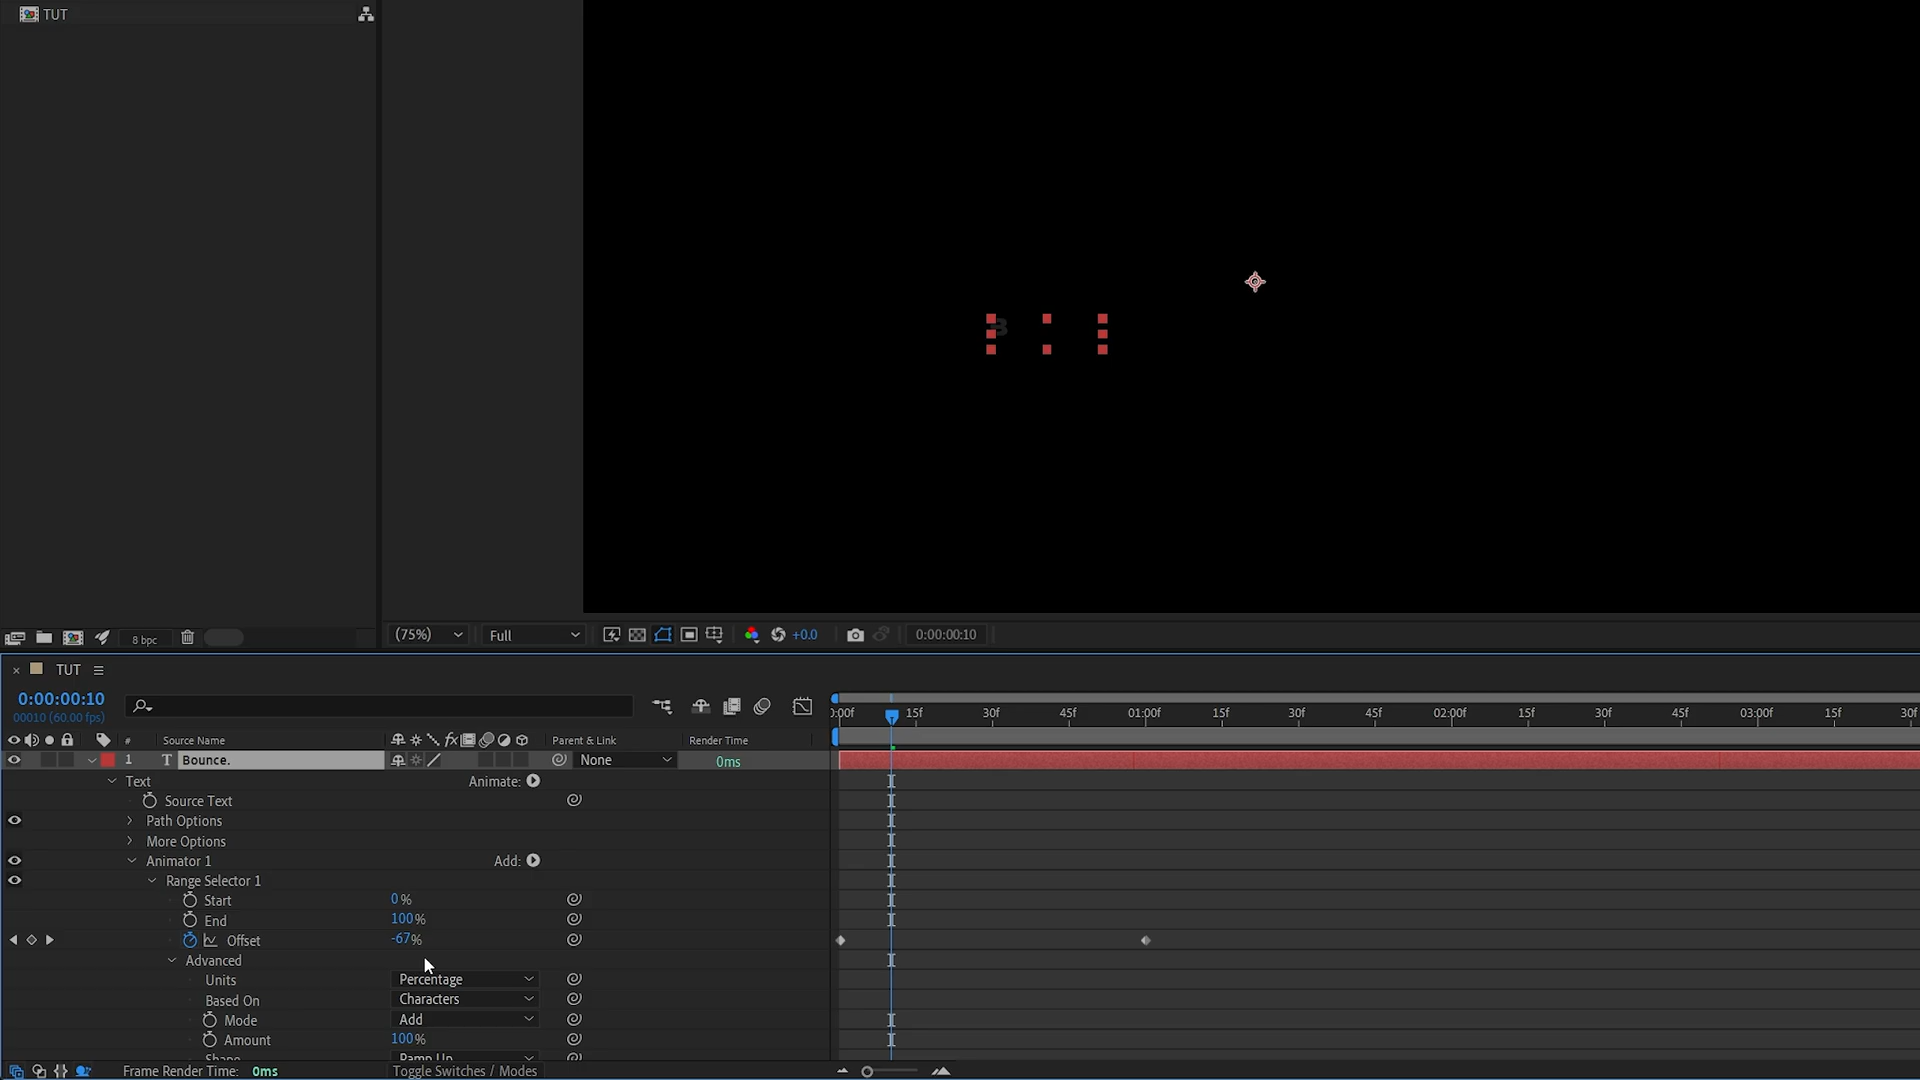 TUT
8 bpc
(75%)
Full
+0.0
0:00:00:10
TUT
0:00:00:10
00010 (60.00 fps)
:00f 15f 30f 45f 01:00f 15f 30f 45f 02:00f 15f 30f 45f 03:00f 15f 30f
# Source Name fx Parent & Link Render Time
1 T Bounce. None 0ms
Text Animate:
Source Text
Path Options
More Options
Animator 1 Add:
Range Selector 1
Start 0%
End 100%
Offset -67%
Advanced
Units Percentage
Based On Characters
Mode Add
Amount 100%
Shape Ramp Up
Frame Render Time: 0ms Toggle Switches / Modes